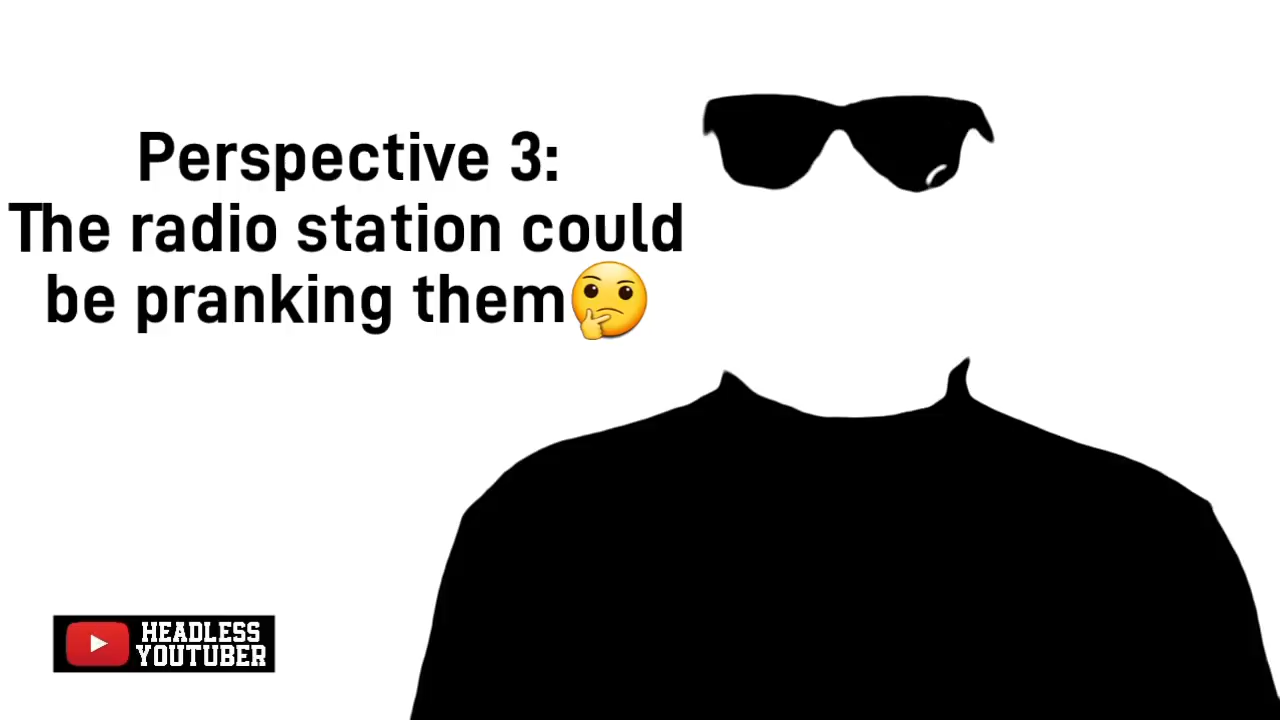 Perspective 3:
The radio station could
be pranking them🤔
HEADLESS
YOUTUBER